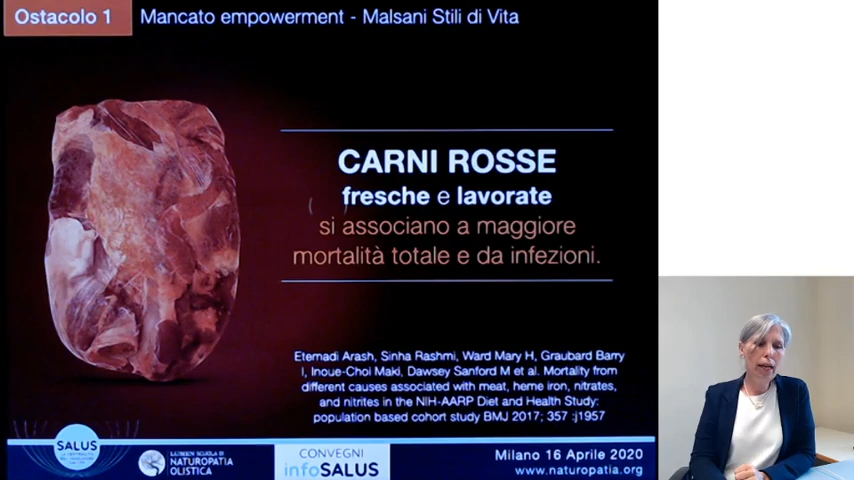 Ostacolo 1
Mancato empowerment - Malsani Stili di Vita
CARNI ROSSE
fresche e lavorate
si associano a maggiore
mortalità totale e da infezioni.
Etemadi Arash, Sinha Rashmi, Ward Mary H, Graubard Barry
I, Inoue-Choi Maki, Dawsey Sanford M et al. Mortality from
different causes associated with meat, heme iron, nitrates,
and nitrites in the NIH-AARP Diet and Health Study:
population based cohort study BMJ 2017; 357 :j1957
SALUS
LUMEN SCUOLA DI
NATUROPATIA
OLISTICA
CONVEGNI
infoSALUS
Milano 16 Aprile 2020
www.naturopatia.org